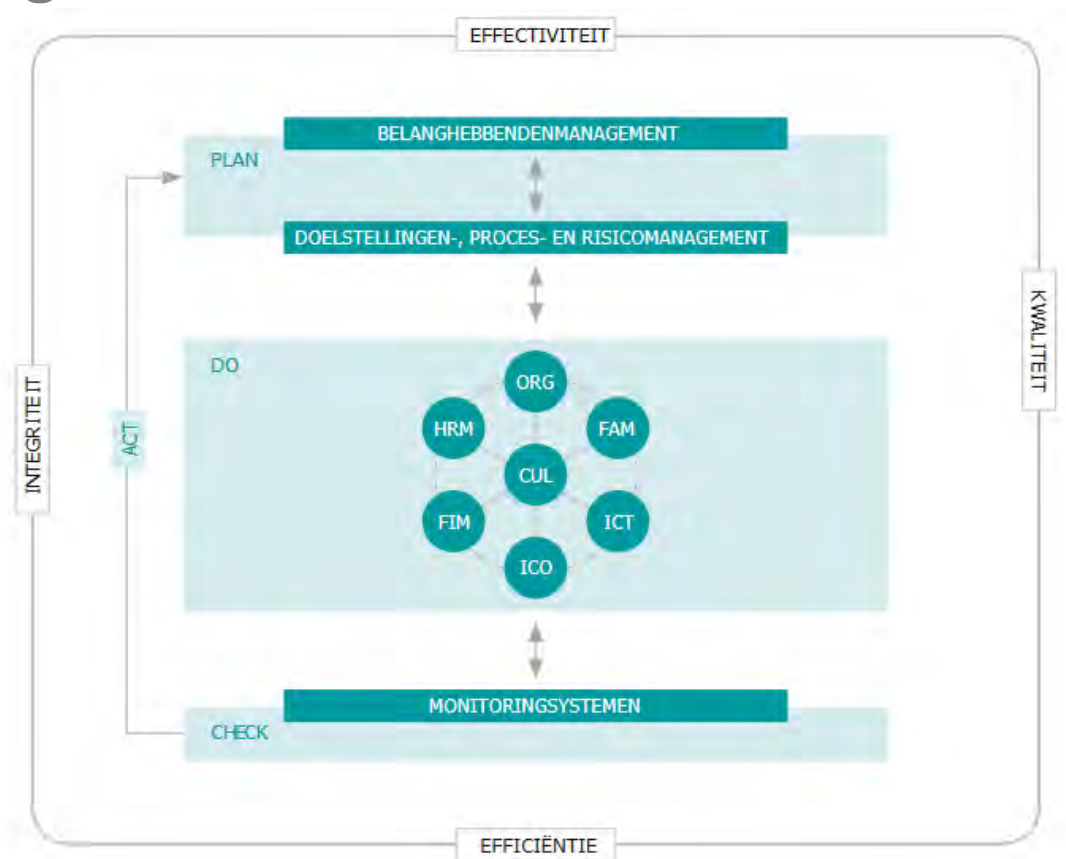 EFFECTIVITEIT
BELANGHEBBENDENMANAGEMENT
PLAN
DOELSTELLINGEN-, PROCES- EN RISICOMANAGEMENT
DO
ORG
HRM
FAM
CUL
FIM
ICT
ICO
ACT
INTEGRITEIT
KWALITEIT
MONITORINGSYSTEMEN
CHECK
EFFICIËNTIE